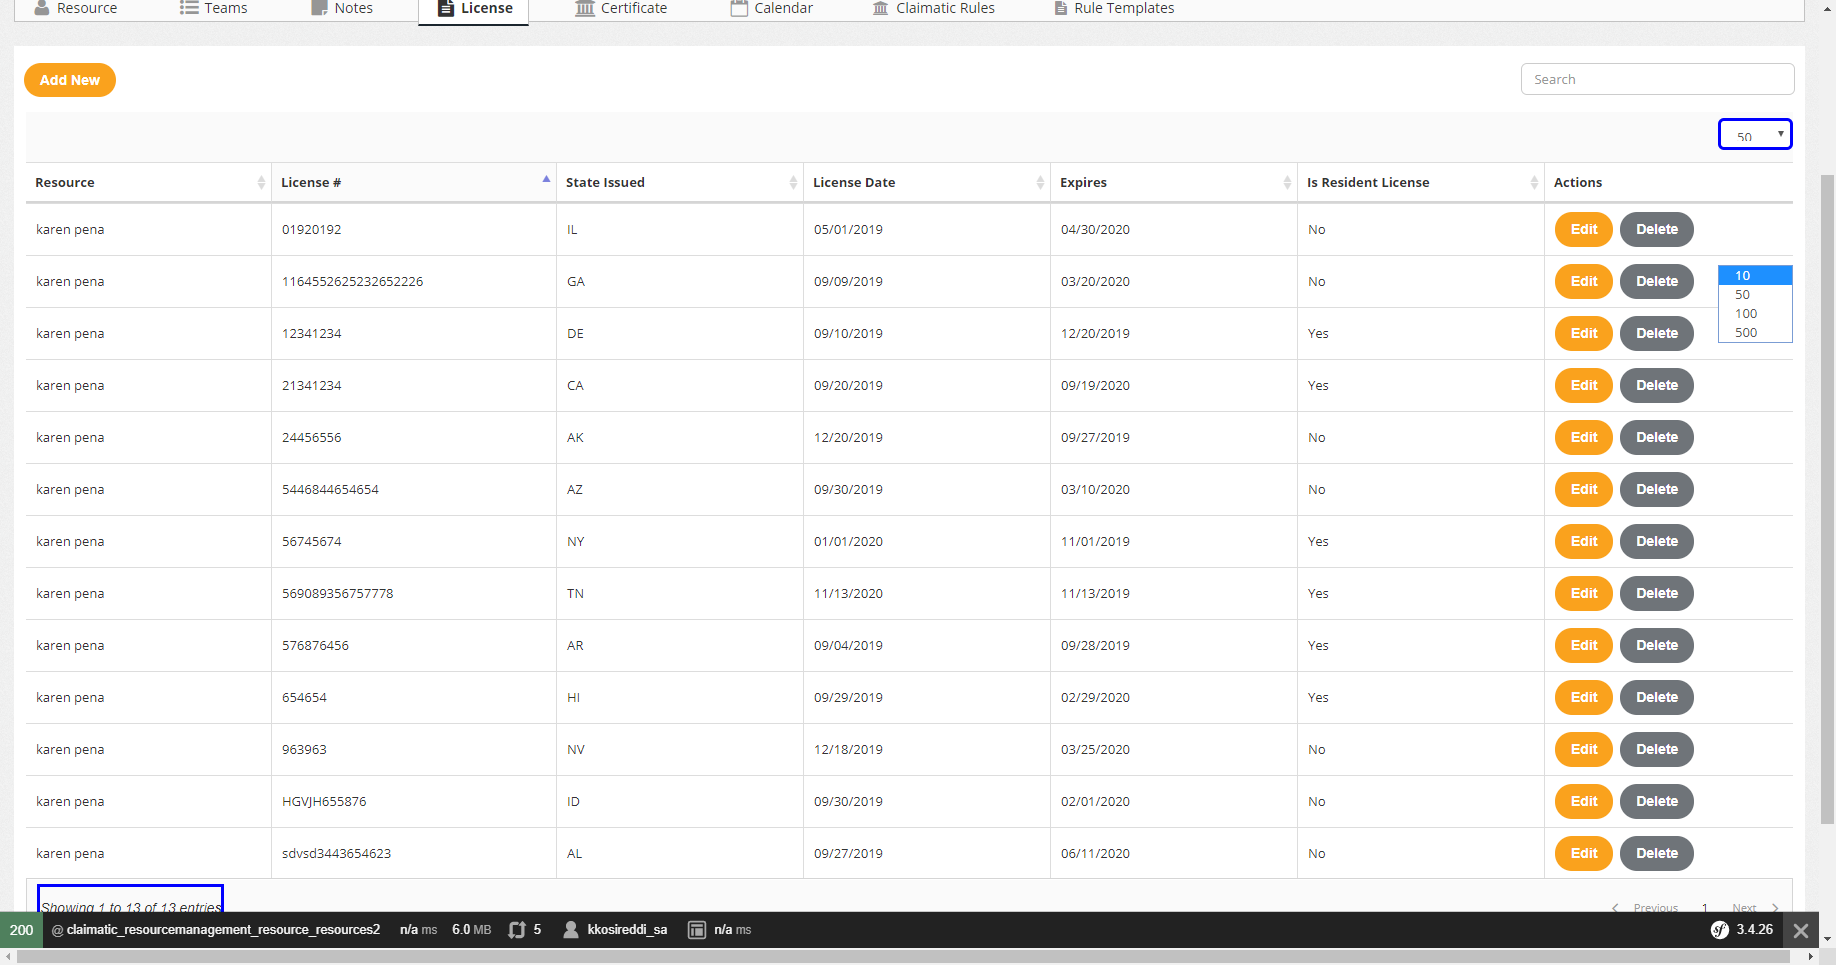 Resource Teams Notes License Certificate Calendar Claimatic Rules Rule Templates
Add New Search
50
Resource License # State Issued License Date Expires Is Resident License Actions
karen pena 01920192 IL 05/01/2019 04/30/2020 No Edit Delete
karen pena 1164552625232652226 GA 09/09/2019 03/20/2020 No Edit Delete
10
50
100
500
karen pena 12341234 DE 09/10/2019 12/20/2019 Yes Edit Delete
karen pena 21341234 CA 09/20/2019 09/19/2020 Yes Edit Delete
karen pena 24456556 AK 12/20/2019 09/27/2019 No Edit Delete
karen pena 5446844654654 AZ 09/30/2019 03/10/2020 No Edit Delete
karen pena 56745674 NY 01/01/2020 11/01/2019 Yes Edit Delete
karen pena 569089356757778 TN 11/13/2020 11/13/2019 Yes Edit Delete
karen pena 576876456 AR 09/04/2019 09/28/2019 Yes Edit Delete
karen pena 654654 HI 09/29/2019 02/29/2020 Yes Edit Delete
karen pena 963963 NV 12/18/2019 03/25/2020 No Edit Delete
karen pena HGVJH655876 ID 09/30/2019 02/01/2020 No Edit Delete
karen pena sdvsd3443654623 AL 09/27/2019 06/11/2020 No Edit Delete
Showing 1 to 13 of 13 entries Previous 1 Next
200 @ claimatic_resourcemanagement_resource_resources2 n/a ms 6.0 MB 5 kkosireddi_sa n/a ms sf 3.4.26